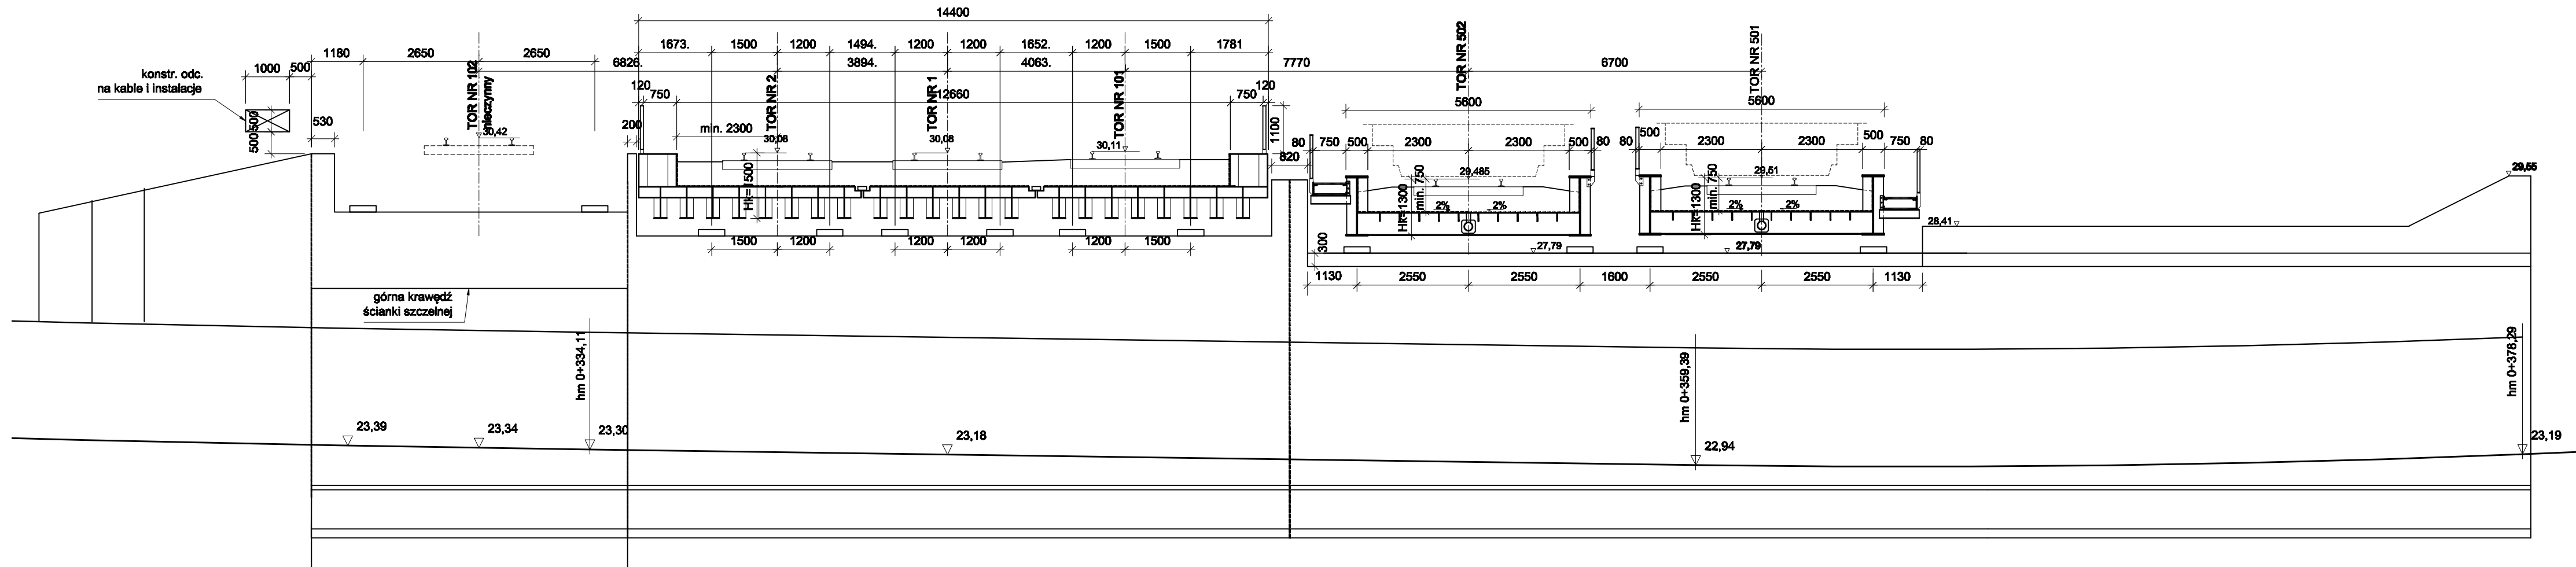 14400
1180 2650 2650 1673. 1500 1200 1494. 1200 1200 1652. 1200 1500 1781
konstr. odc.
na kable i instalacje
1000 500
6826. 3894. 4063. 7770 6700
TOR NR 102
nieczynny
TOR NR 2
TOR NR 1
TOR NR 101
TOR NR 502
TOR NR 501
120 750 12660 750 120
5600 5600
500
500
530
30,42
200
min. 2300
30,08
30,08
30,11
1100
820
80 750 500 2300 2300 500 80
80 500 2300 2300 500 750 80
Hk=1500
29,485
29,51
29,55
Hk=1300
min. 750
2% 2%
Hk=1300
min. 750
2% 2%
28,41
1500 1200 1200 1200 1200 1500
300
27,79
27,79
1130 2550 2550 1600 2550 2550 1130
górna krawędź
ścianki szczelnej
hm 0+334,11
hm 0+359,39
hm 0+378,29
23,39
23,34
23,30
23,18
22,94
23,19